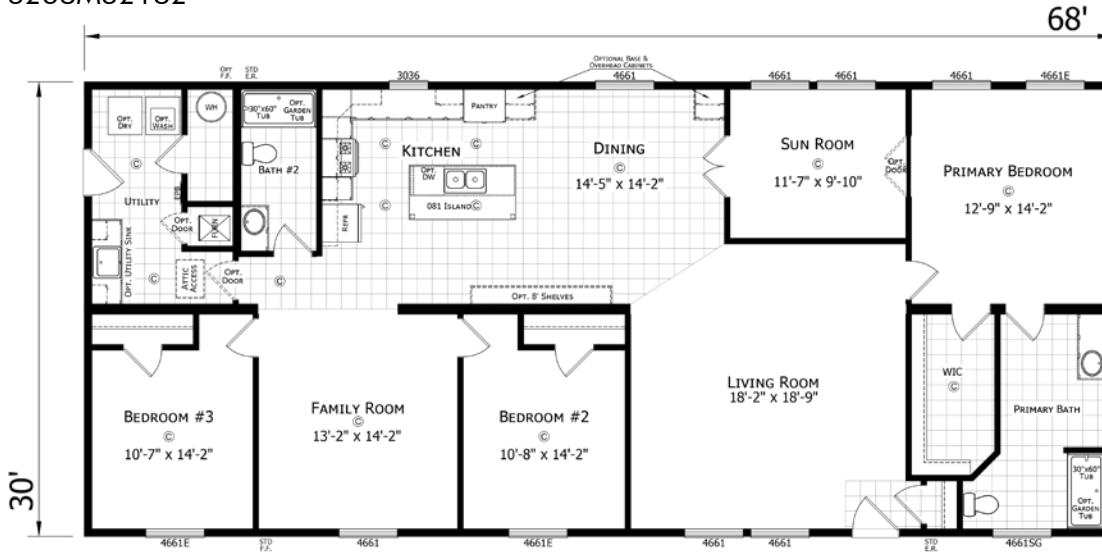 68'
OPT F.F.
STD E.R.
3036
OPTIONAL BASE & OVERHEAD CABINETS
4661
4661
4661
4661
4661E
OPT. DRY
OPT. WASH
WH
30"x60" TUB
OPT. GARDEN TUB
PANTRY
KITCHEN
DINING
14'-5" x 14'-2"
SUN ROOM
11'-7" x 9'-10"
OPT. DOOR
PRIMARY BEDROOM
12'-9" x 14'-2"
BATH #2
OPT. DW
081 ISLAND
REFR
UTILITY
EPB
OPT. DOOR
FURN
OPT. UTILITY SINK
ATTIC ACCESS
OPT. DOOR
OPT. 8' SHELVES
BEDROOM #3
10'-7" x 14'-2"
FAMILY ROOM
13'-2" x 14'-2"
BEDROOM #2
10'-8" x 14'-2"
LIVING ROOM
18'-2" x 18'-9"
WIC
PRIMARY BATH
30"x60" TUB
OPT. GARDEN TUB
30'
4661E
STD F.F.
4661
4661E
4661
4661
STD E.R.
4661SG